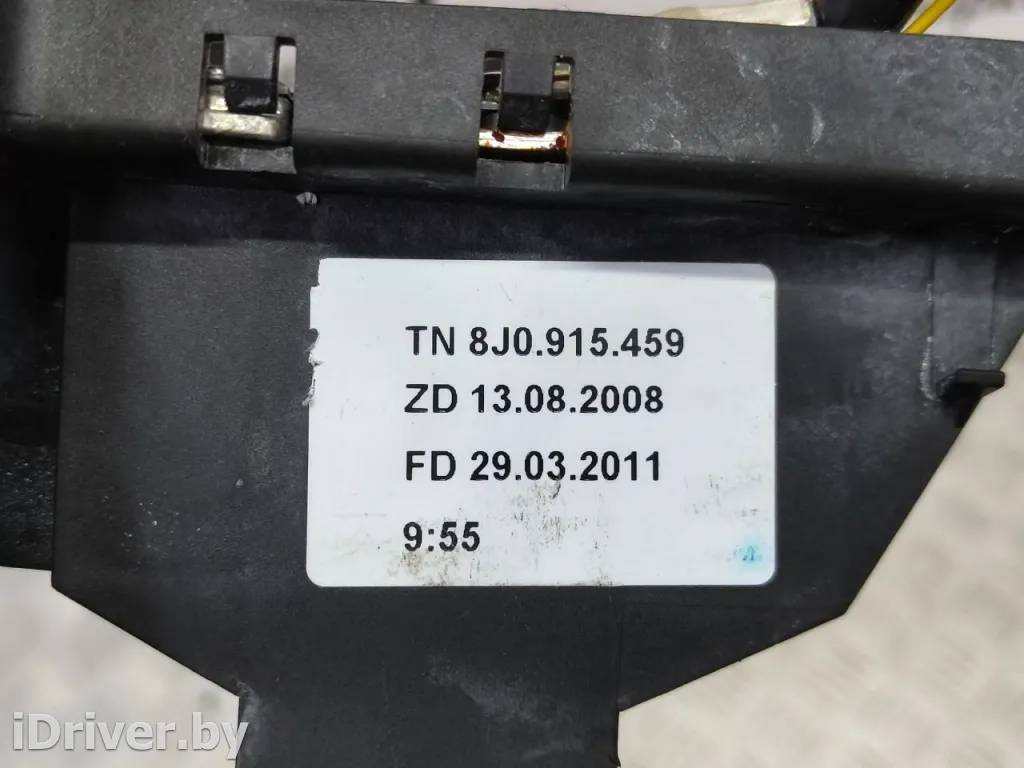 TN 8J0.915.459
ZD 13.08.2008
FD 29.03.2011
9:55
iDriver.by